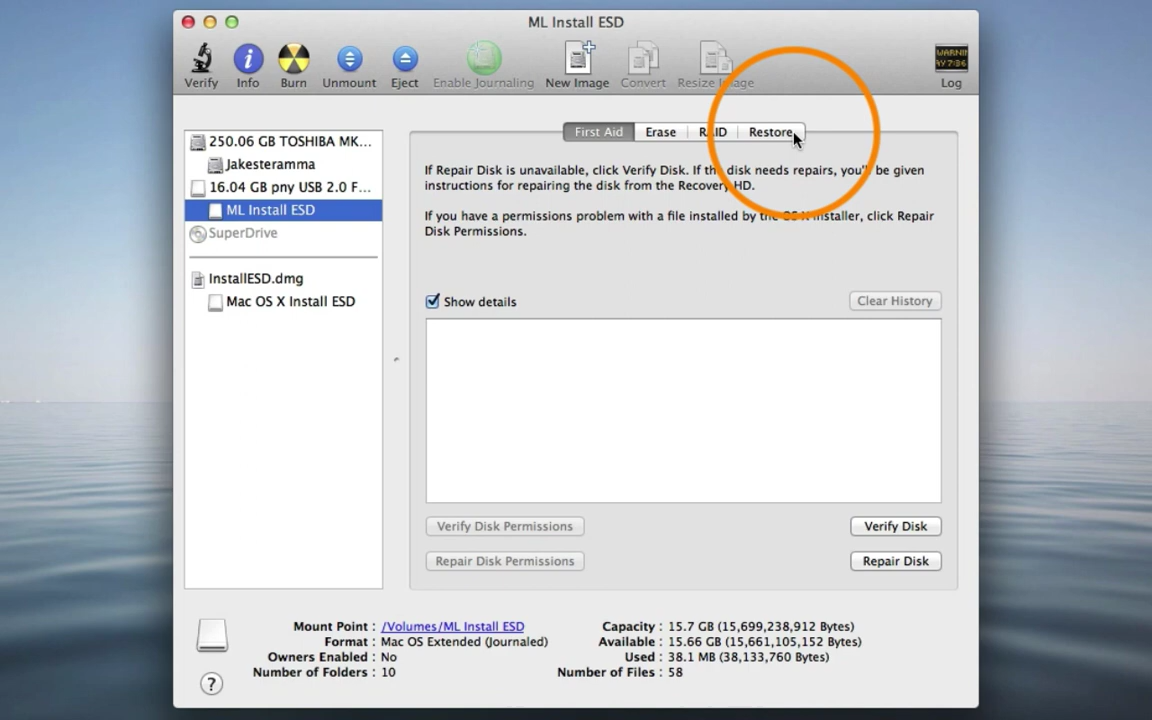 ML Install ESD
Verify
Info
Burn
Unmount
Eject
Enable Journaling
New Image
Convert
Resize Image
WARNIN
4Y 7:36
Log
250.06 GB TOSHIBA MK...
Jakesteramma
16.04 GB pny USB 2.0 F...
ML Install ESD
SuperDrive
InstallESD.dmg
Mac OS X Install ESD
First Aid
Erase
RAID
Restore
If Repair Disk is unavailable, click Verify Disk. If the disk needs repairs, you'll be given
instructions for repairing the disk from the Recovery HD.
If you have a permissions problem with a file installed by the OS X installer, click Repair
Disk Permissions.
Show details
Clear History
Verify Disk Permissions
Verify Disk
Repair Disk Permissions
Repair Disk
Mount Point : /Volumes/ML Install ESD
Format : Mac OS Extended (Journaled)
Owners Enabled : No
Number of Folders : 10
Capacity : 15.7 GB (15,699,238,912 Bytes)
Available : 15.66 GB (15,661,105,152 Bytes)
Used : 38.1 MB (38,133,760 Bytes)
Number of Files : 58
?